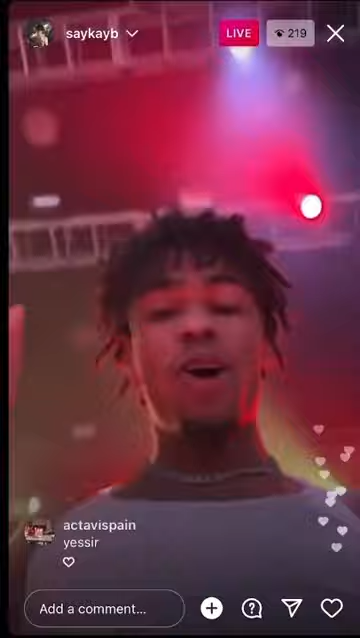 saykayb
LIVE
219
actavispain
yessir
Add a comment...